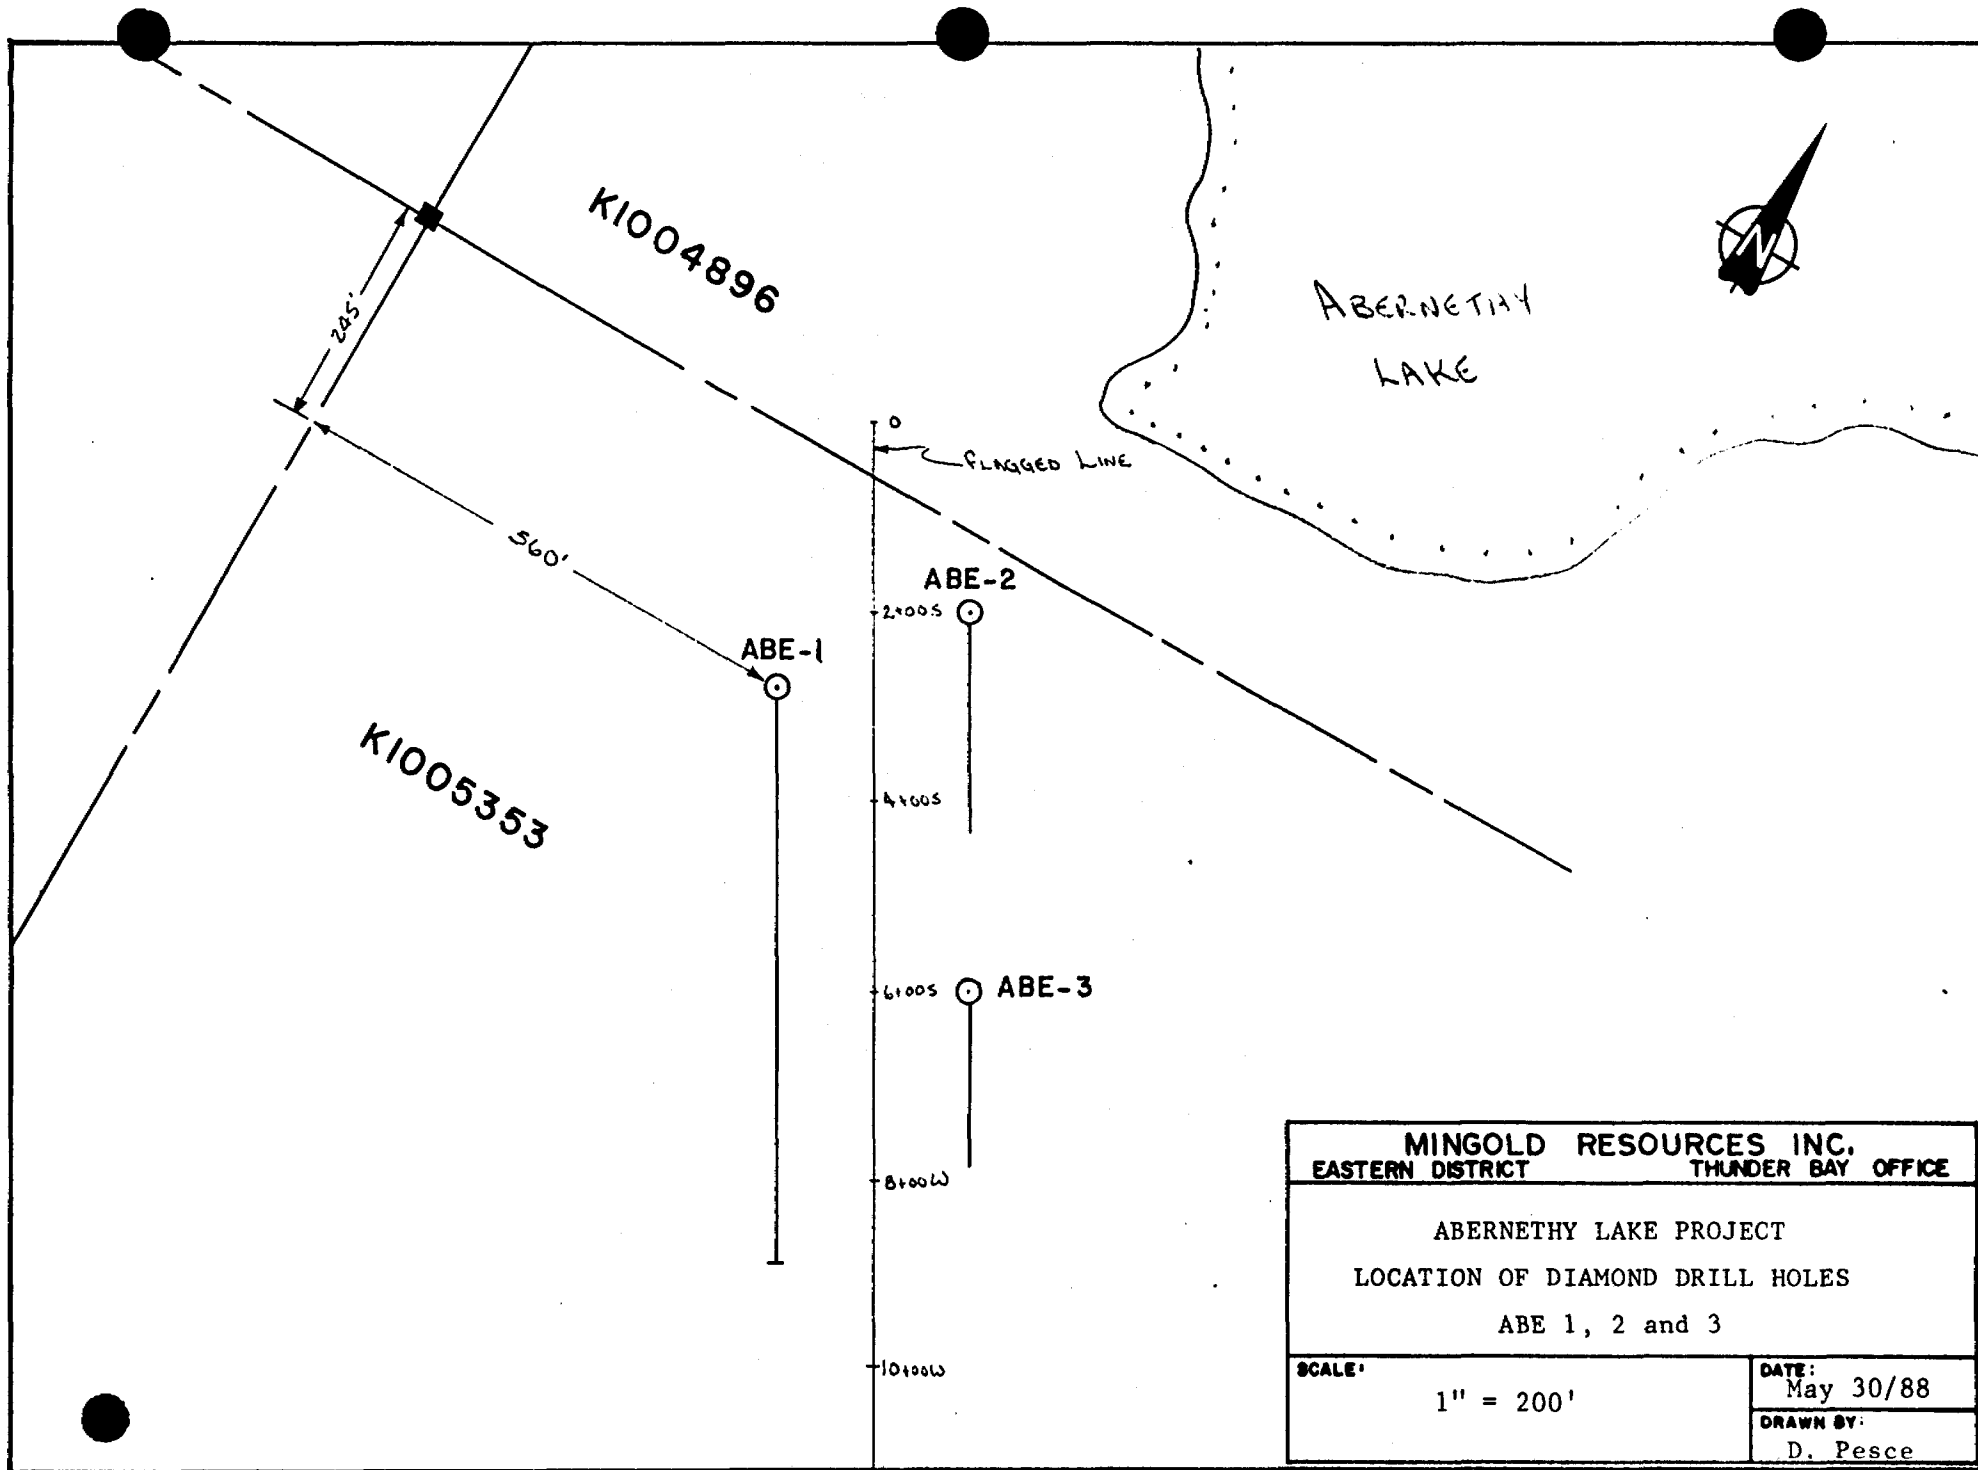 K1004896
N
245'
ABERNETHY
LAKE
0
FLAGGED LINE
560'
ABE-2
2+00S
ABE-1
K1005353
4+00S
6+00S
ABE-3
8+00W
10+00W
MINGOLD RESOURCES INC.
EASTERN DISTRICT THUNDER BAY OFFICE
ABERNETHY LAKE PROJECT
LOCATION OF DIAMOND DRILL HOLES
ABE 1, 2 and 3
SCALE:
1" = 200'
DATE:
May 30/88
DRAWN BY:
D. Pesce